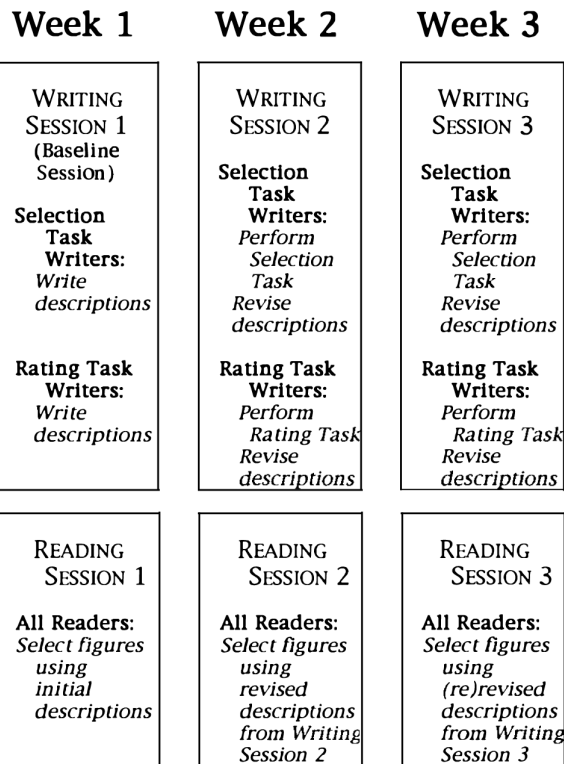 Week 1
WRITING
SESSION 1
(Baseline
Session)
Selection
Task
Writers:
Write
descriptions
Rating Task
Writers:
Write
descriptions
READING
SESSION 1
All Readers:
Select figures
using
initial
descriptions
Week 2
WRITING
SESSION 2
Selection
Task
Writers:
Perform
Selection
Task
Revise
descriptions
Rating Task
Writers:
Perform
Rating Task
Revise
descriptions
READING
SESSION 2
All Readers:
Select figures
using
revised
descriptions
from Writing
Session 2
Week 3
WRITING
SESSION 3
Selection
Task
Writers:
Perform
Selection
Task
Revise
descriptions
Rating Task
Writers:
Perform
Rating Task
Revise
descriptions
READING
SESSION 3
All Readers:
Select figures
using
(re)revised
descriptions
from Writing
Session 3